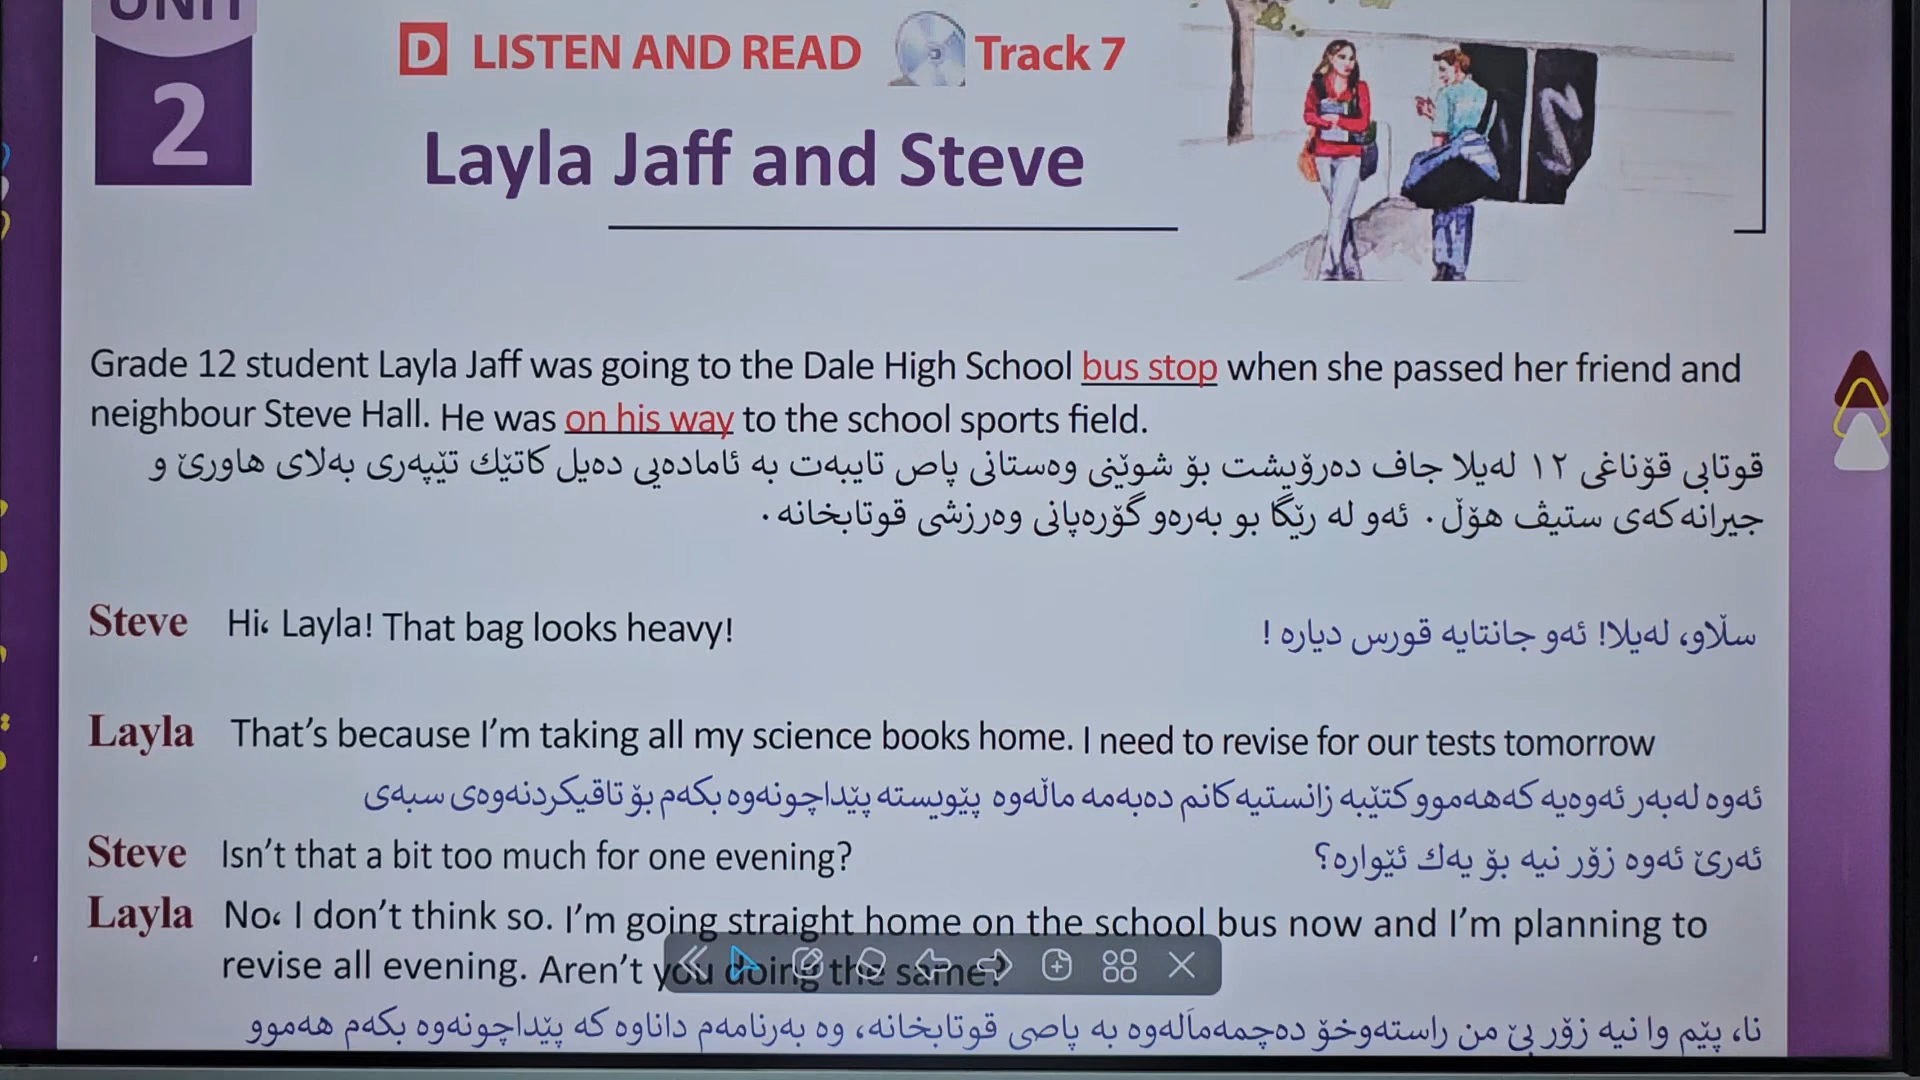 UNIT
2
D LISTEN AND READ Track 7
Layla Jaff and Steve
Grade 12 student Layla Jaff was going to the Dale High School bus stop when she passed her friend and
neighbour Steve Hall. He was on his way to the school sports field.
قوتابی قۆناغی ١٢ لەیلا جاف دەرۆیشت بۆ شوێنی وەستانی پاص تایبەت بە ئامادەیی دەیل کاتێك تێپەری بەلای هاورێ و
جیرانەکەی ستیڤ هۆڵ. ئەو لە رێگا بو بەرەو گۆرەپانی وەرزشی قوتابخانە.
Steve Hi، Layla! That bag looks heavy!
سڵاو، لەیلا! ئەو جانتایە قورس دیارە !
Layla That’s because I’m taking all my science books home. I need to revise for our tests tomorrow
ئەوە لەبەر ئەوەیە کەهەموو کتێبە زانستیەکانم دەبەمە ماڵەوە پێویستە پێداچونەوە بکەم بۆ تاقیکردنەوەی سبەی
Steve Isn’t that a bit too much for one evening?
ئەرێ ئەوە زۆر نیە بۆ یەك ئێوارە؟
Layla No، I don’t think so. I’m going straight home on the school bus now and I’m planning to
revise all evening. Aren’t you doing the same?
نا، پێم وا نیە زۆر بێ من راستەوخۆ دەچمەماڵەوە بە پاصی قوتابخانە، وە بەرنامەم داناوە کە پێداچونەوە بکەم هەموو